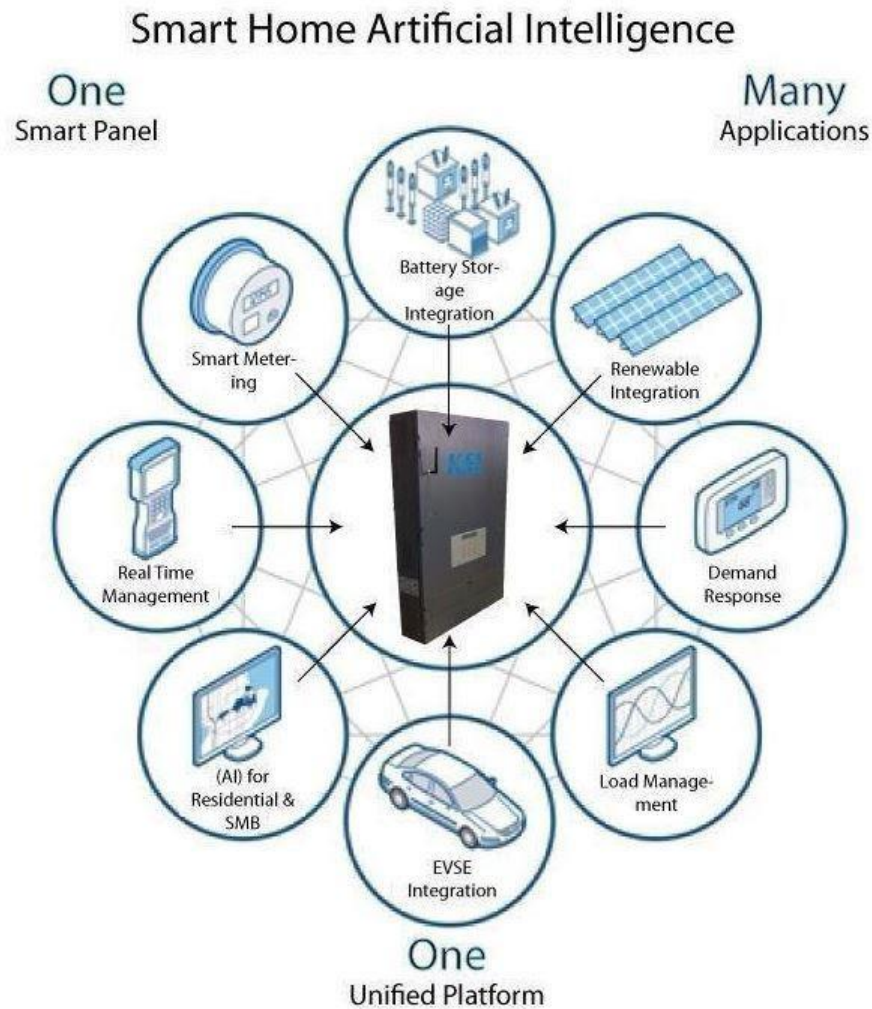 Smart Home Artificial Intelligence
One
Smart Panel
Many
Applications
Battery Stor-
age
Integration
Smart Meter-
ing
Renewable
Integration
Real Time
Management
Demand
Response
(AI) for
Residential &
SMB
Load Manage-
ment
EVSE
Integration
One
Unified Platform